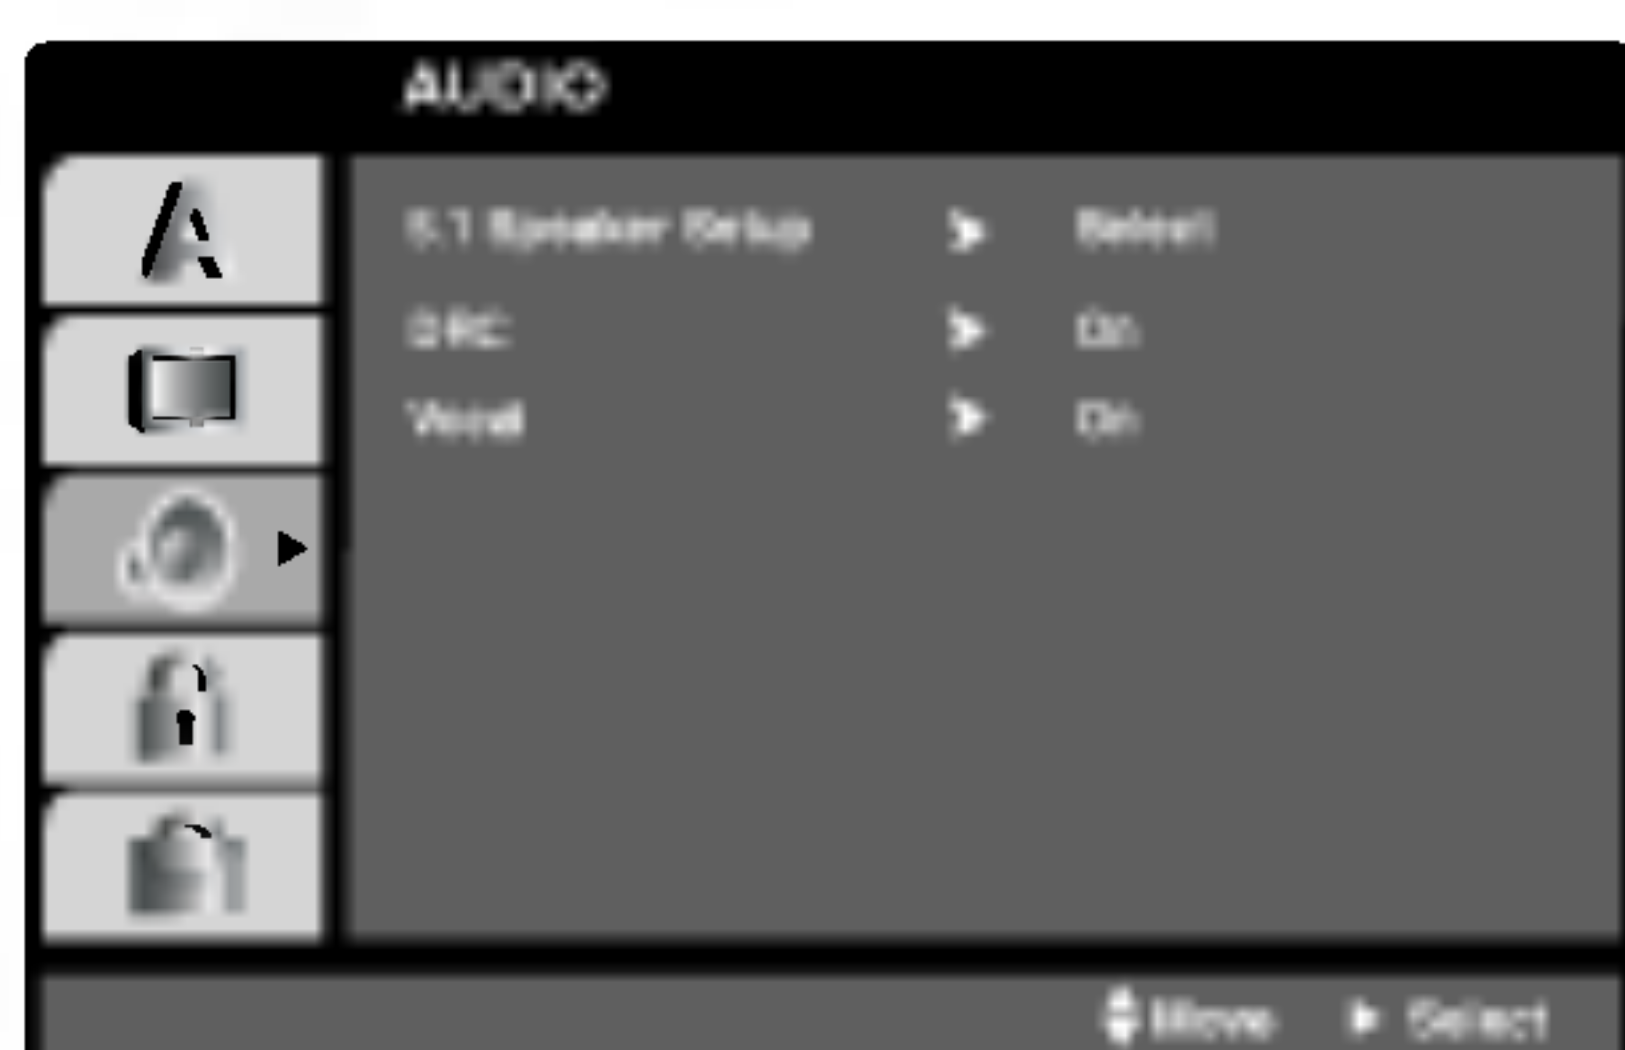 AUDIO
5.1 Speaker Setup Select
DRC On
Vocal On
Move Select